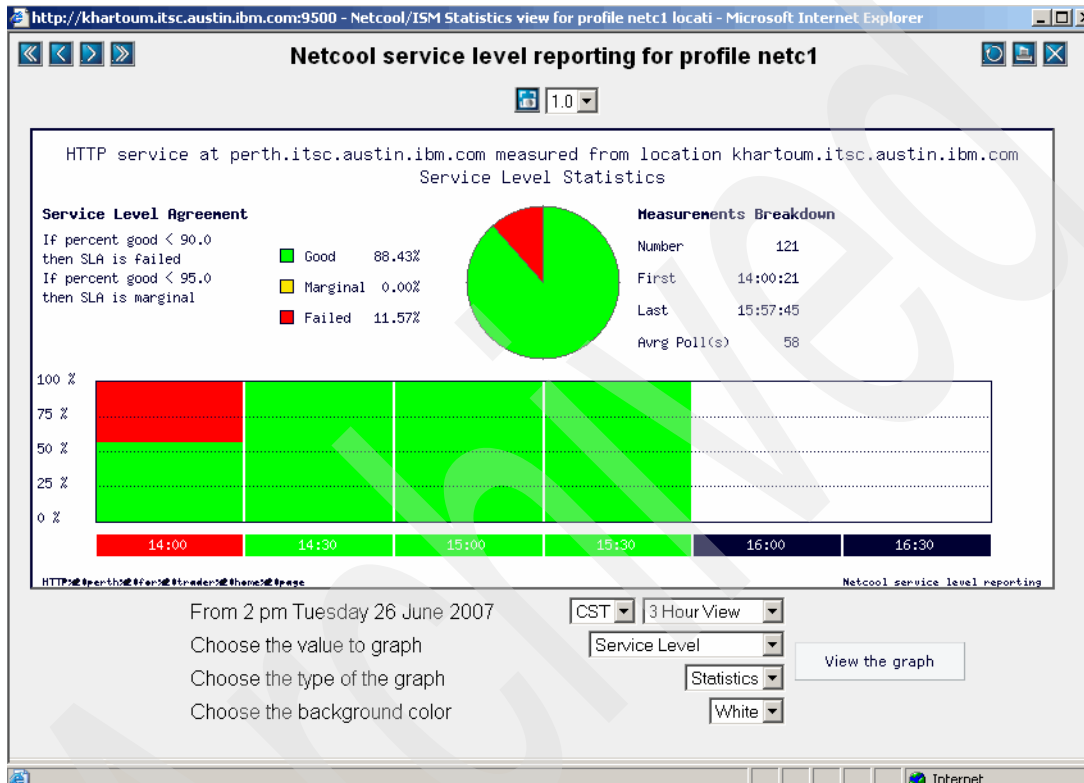 http://khartoum.itsc.austin.ibm.com:9500 - Netcool/ISM Statistics view for profile netc1 locati - Microsoft Internet Explorer
Netcool service level reporting for profile netc1
1.0
HTTP service at perth.itsc.austin.ibm.com measured from location khartoum.itsc.austin.ibm.com
Service Level Statistics
Service Level Agreement
If percent good < 90.0
then SLA is failed
If percent good < 95.0
then SLA is marginal
Good 88.43%
Marginal 0.00%
Failed 11.57%
Measurements Breakdown
Number 121
First 14:00:21
Last 15:57:45
Avrg Poll(s) 58
100 %
75 %
50 %
25 %
0 %
14:00 14:30 15:00 15:30 16:00 16:30
HTTP%20perth%20for%20trader%20home%20page
Netcool service level reporting
From 2 pm Tuesday 26 June 2007 CST 3 Hour View
Choose the value to graph Service Level
View the graph
Choose the type of the graph Statistics
Choose the background color White
Internet
Archived